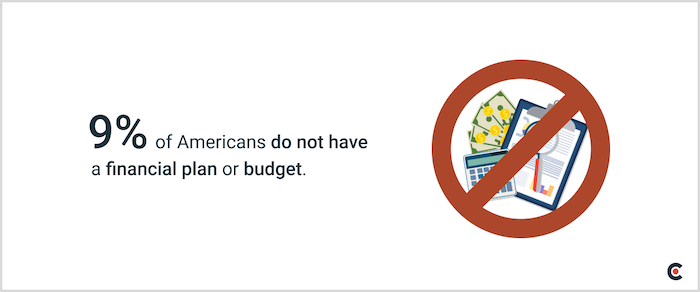 9% of Americans do not have
a financial plan or budget.